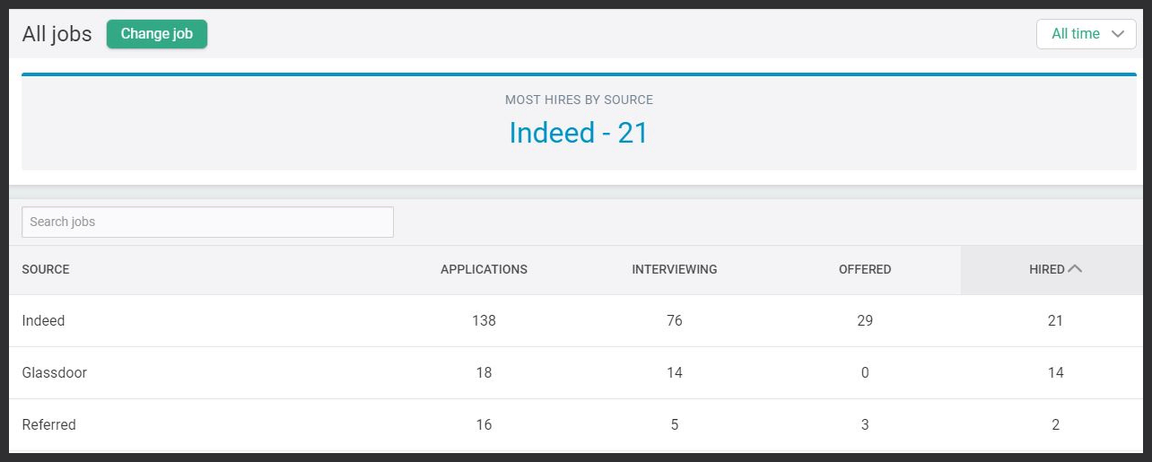 All jobs Change job All time
MOST HIRES BY SOURCE
Indeed - 21
Search jobs
SOURCE APPLICATIONS INTERVIEWING OFFERED HIRED
Indeed 138 76 29 21
Glassdoor 18 14 0 14
Referred 16 5 3 2